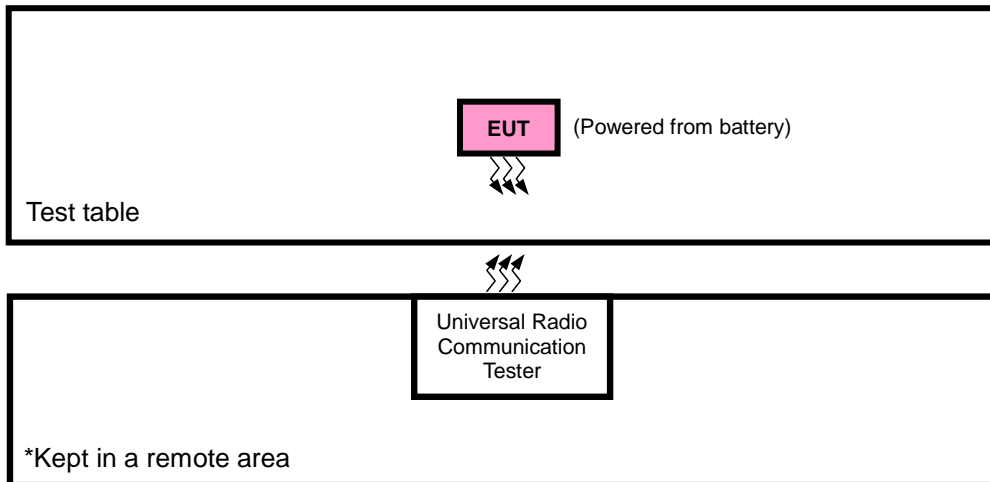 EUT
(Powered from battery)
Test table
Universal Radio
Communication
Tester
*Kept in a remote area